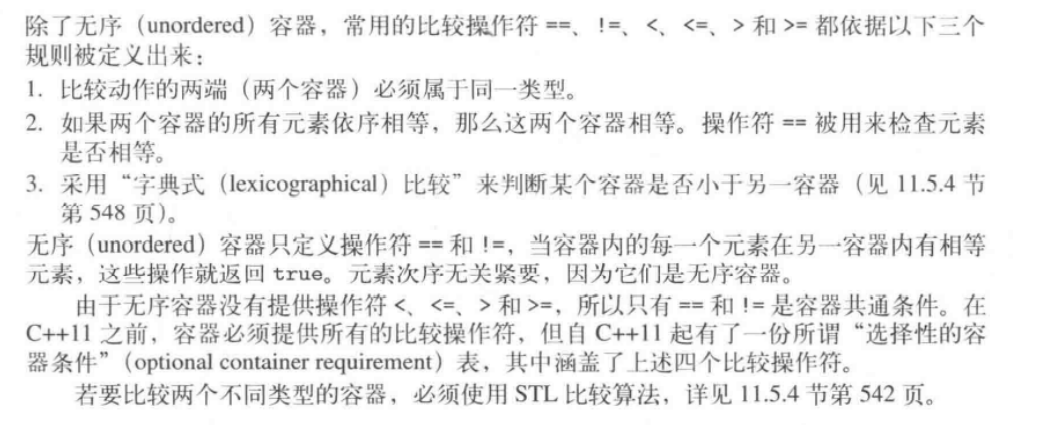 除了无序（unordered）容器，常用的比较操作符 ==、!=、<、<=、> 和 >= 都依据以下三个
规则被定义出来：
1. 比较动作的两端（两个容器）必须属于同一类型。
2. 如果两个容器的所有元素依序相等，那么这两个容器相等。操作符 == 被用来检查元素
是否相等。
3. 采用“字典式（lexicographical）比较”来判断某个容器是否小于另一容器（见 11.5.4 节
第 548 页）。
无序（unordered）容器只定义操作符 == 和 !=，当容器内的每一个元素在另一容器内有相等
元素，这些操作就返回 true。元素次序无关紧要，因为它们是无序容器。
由于无序容器没有提供操作符 <、<=、> 和 >=，所以只有 == 和 != 是容器共通条件。在
C++11 之前，容器必须提供所有的比较操作符，但自 C++11 起有了一份所谓“选择性的容
器条件”（optional container requirement）表，其中涵盖了上述四个比较操作符。
若要比较两个不同类型的容器，必须使用 STL 比较算法，详见 11.5.4 节第 542 页。